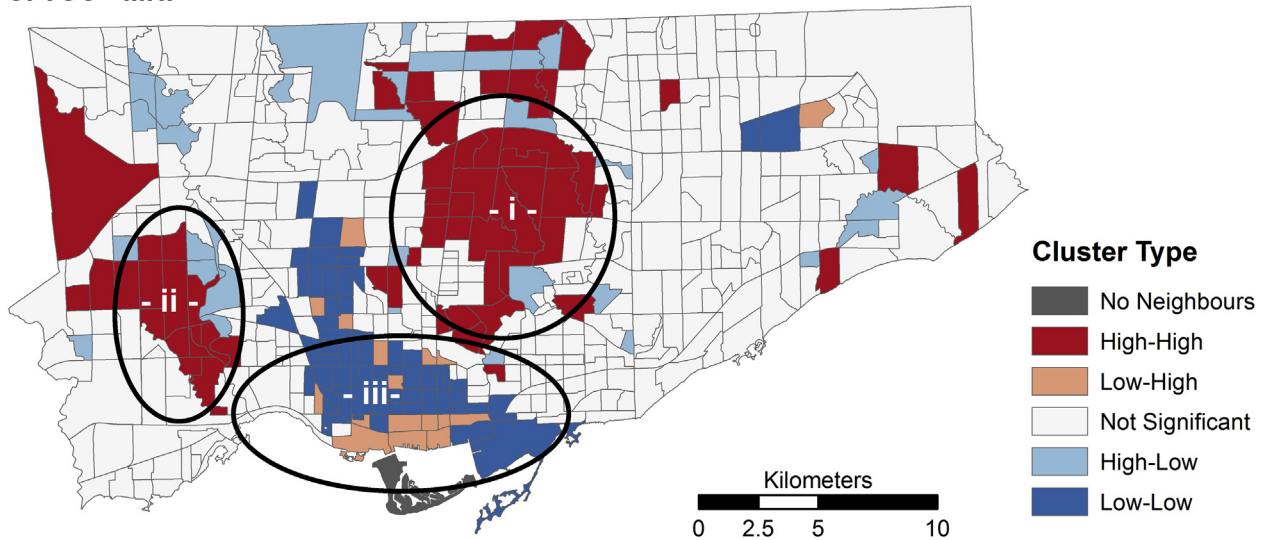 - i -
- ii -
- iii-
Cluster Type
No Neighbours
High-High
Low-High
Not Significant
High-Low
Low-Low
Kilometers
0 2.5 5 10